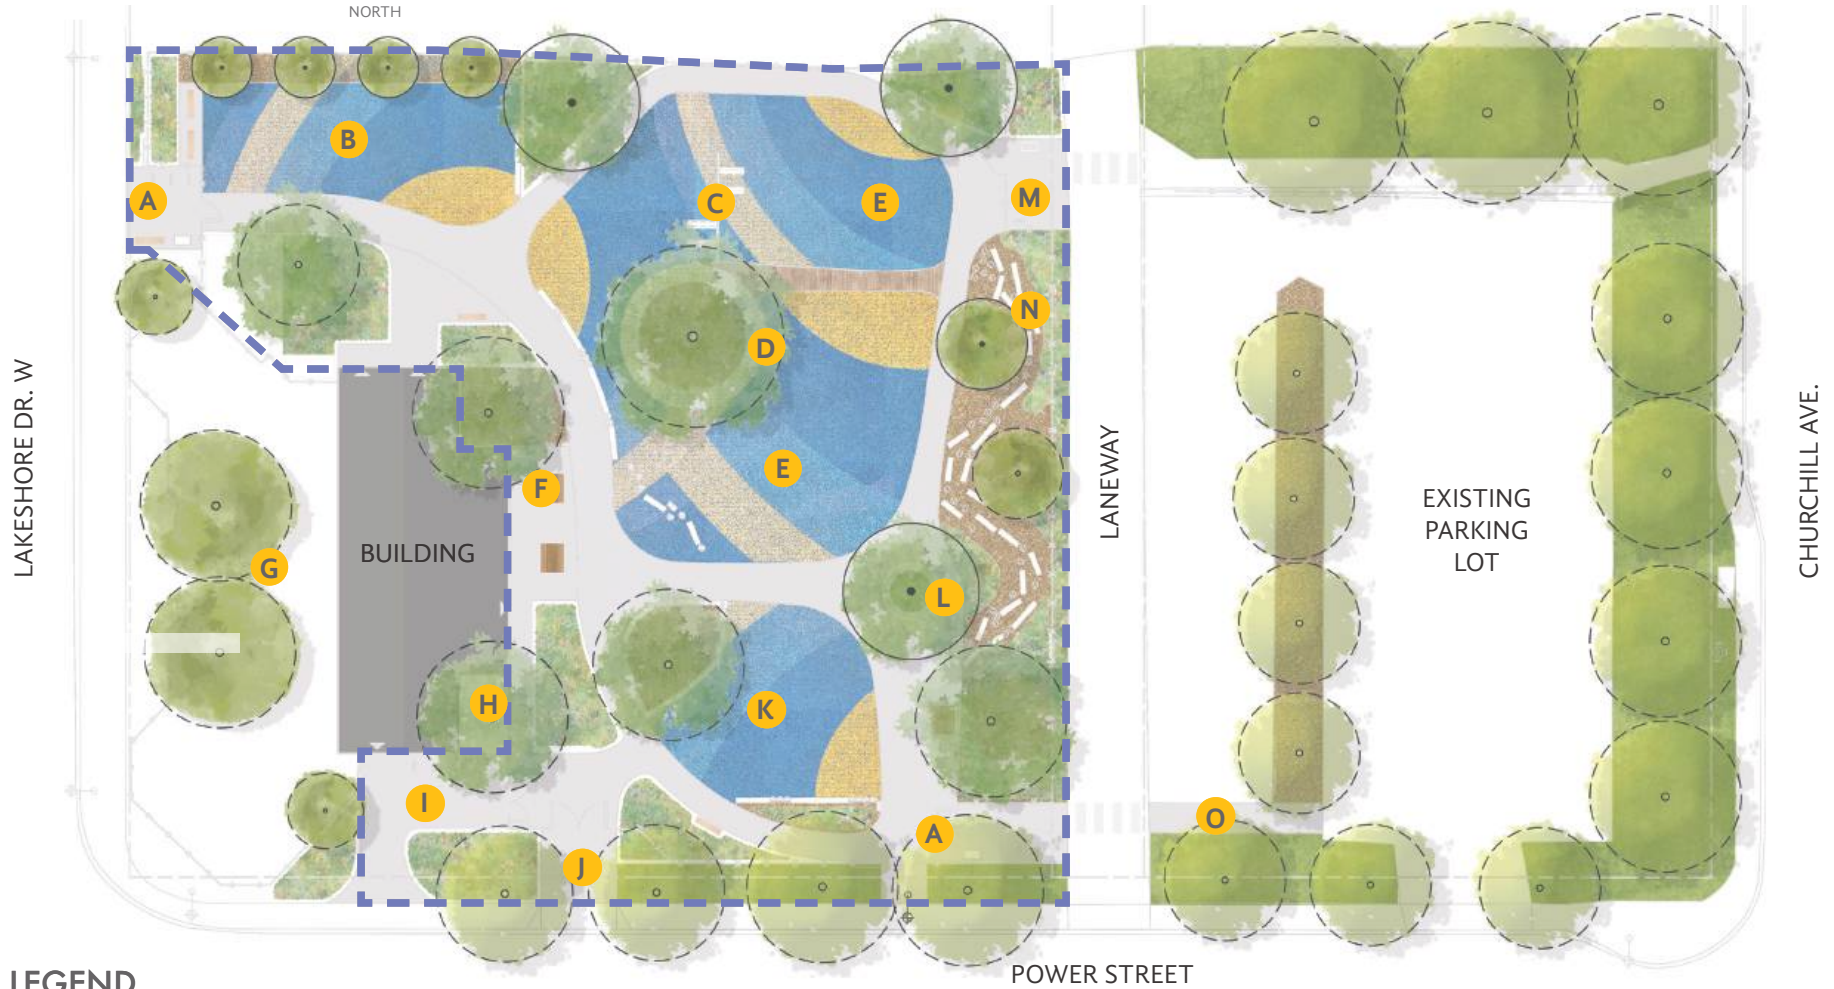 NORTH
B
A
C
E
M
N
D
LAKESHORE DR. W
LANEWAY
CHURCHILL AVE.
E
F
EXISTING
PARKING
LOT
BUILDING
G
L
H
K
I
O
A
J
POWER STREET
LEGEND